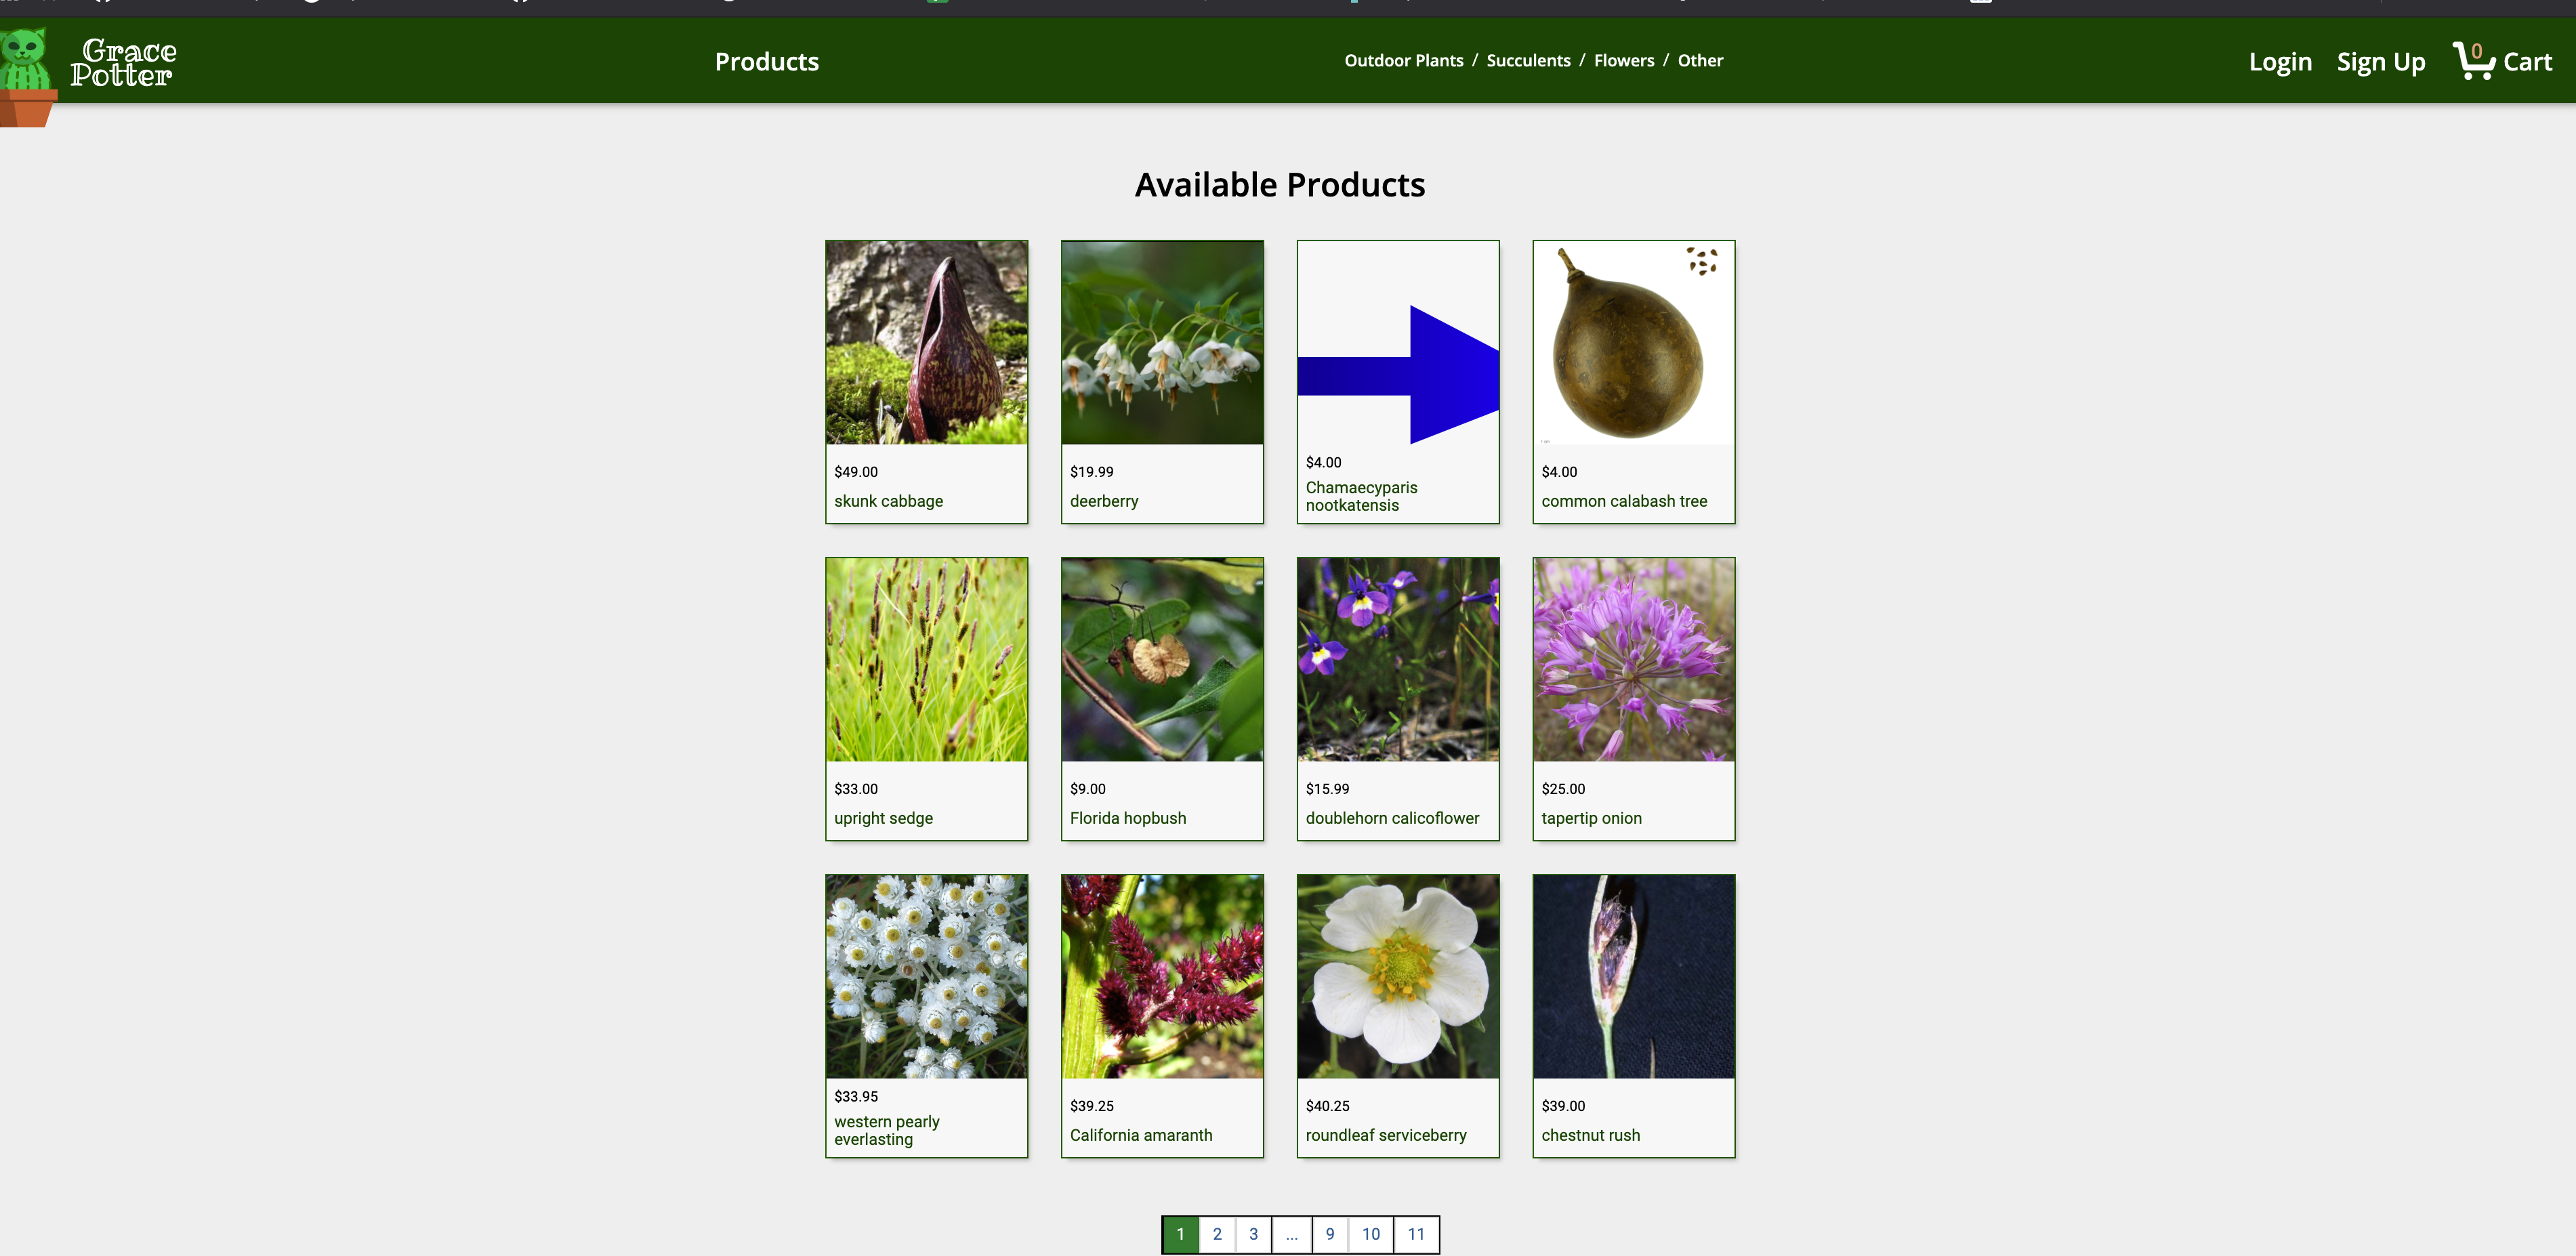 Grace
Potter
Products
Outdoor Plants / Succulents / Flowers / Other
Login
Sign Up
0
Cart
Available Products
$49.00
skunk cabbage
$19.99
deerberry
$4.00
Chamaecyparis
nootkatensis
$4.00
common calabash tree
$33.00
upright sedge
$9.00
Florida hopbush
$15.99
doublehorn calicoflower
$25.00
tapertip onion
$33.95
western pearly
everlasting
$39.25
California amaranth
$40.25
roundleaf serviceberry
$39.00
chestnut rush
1 2 3 ... 9 10 11